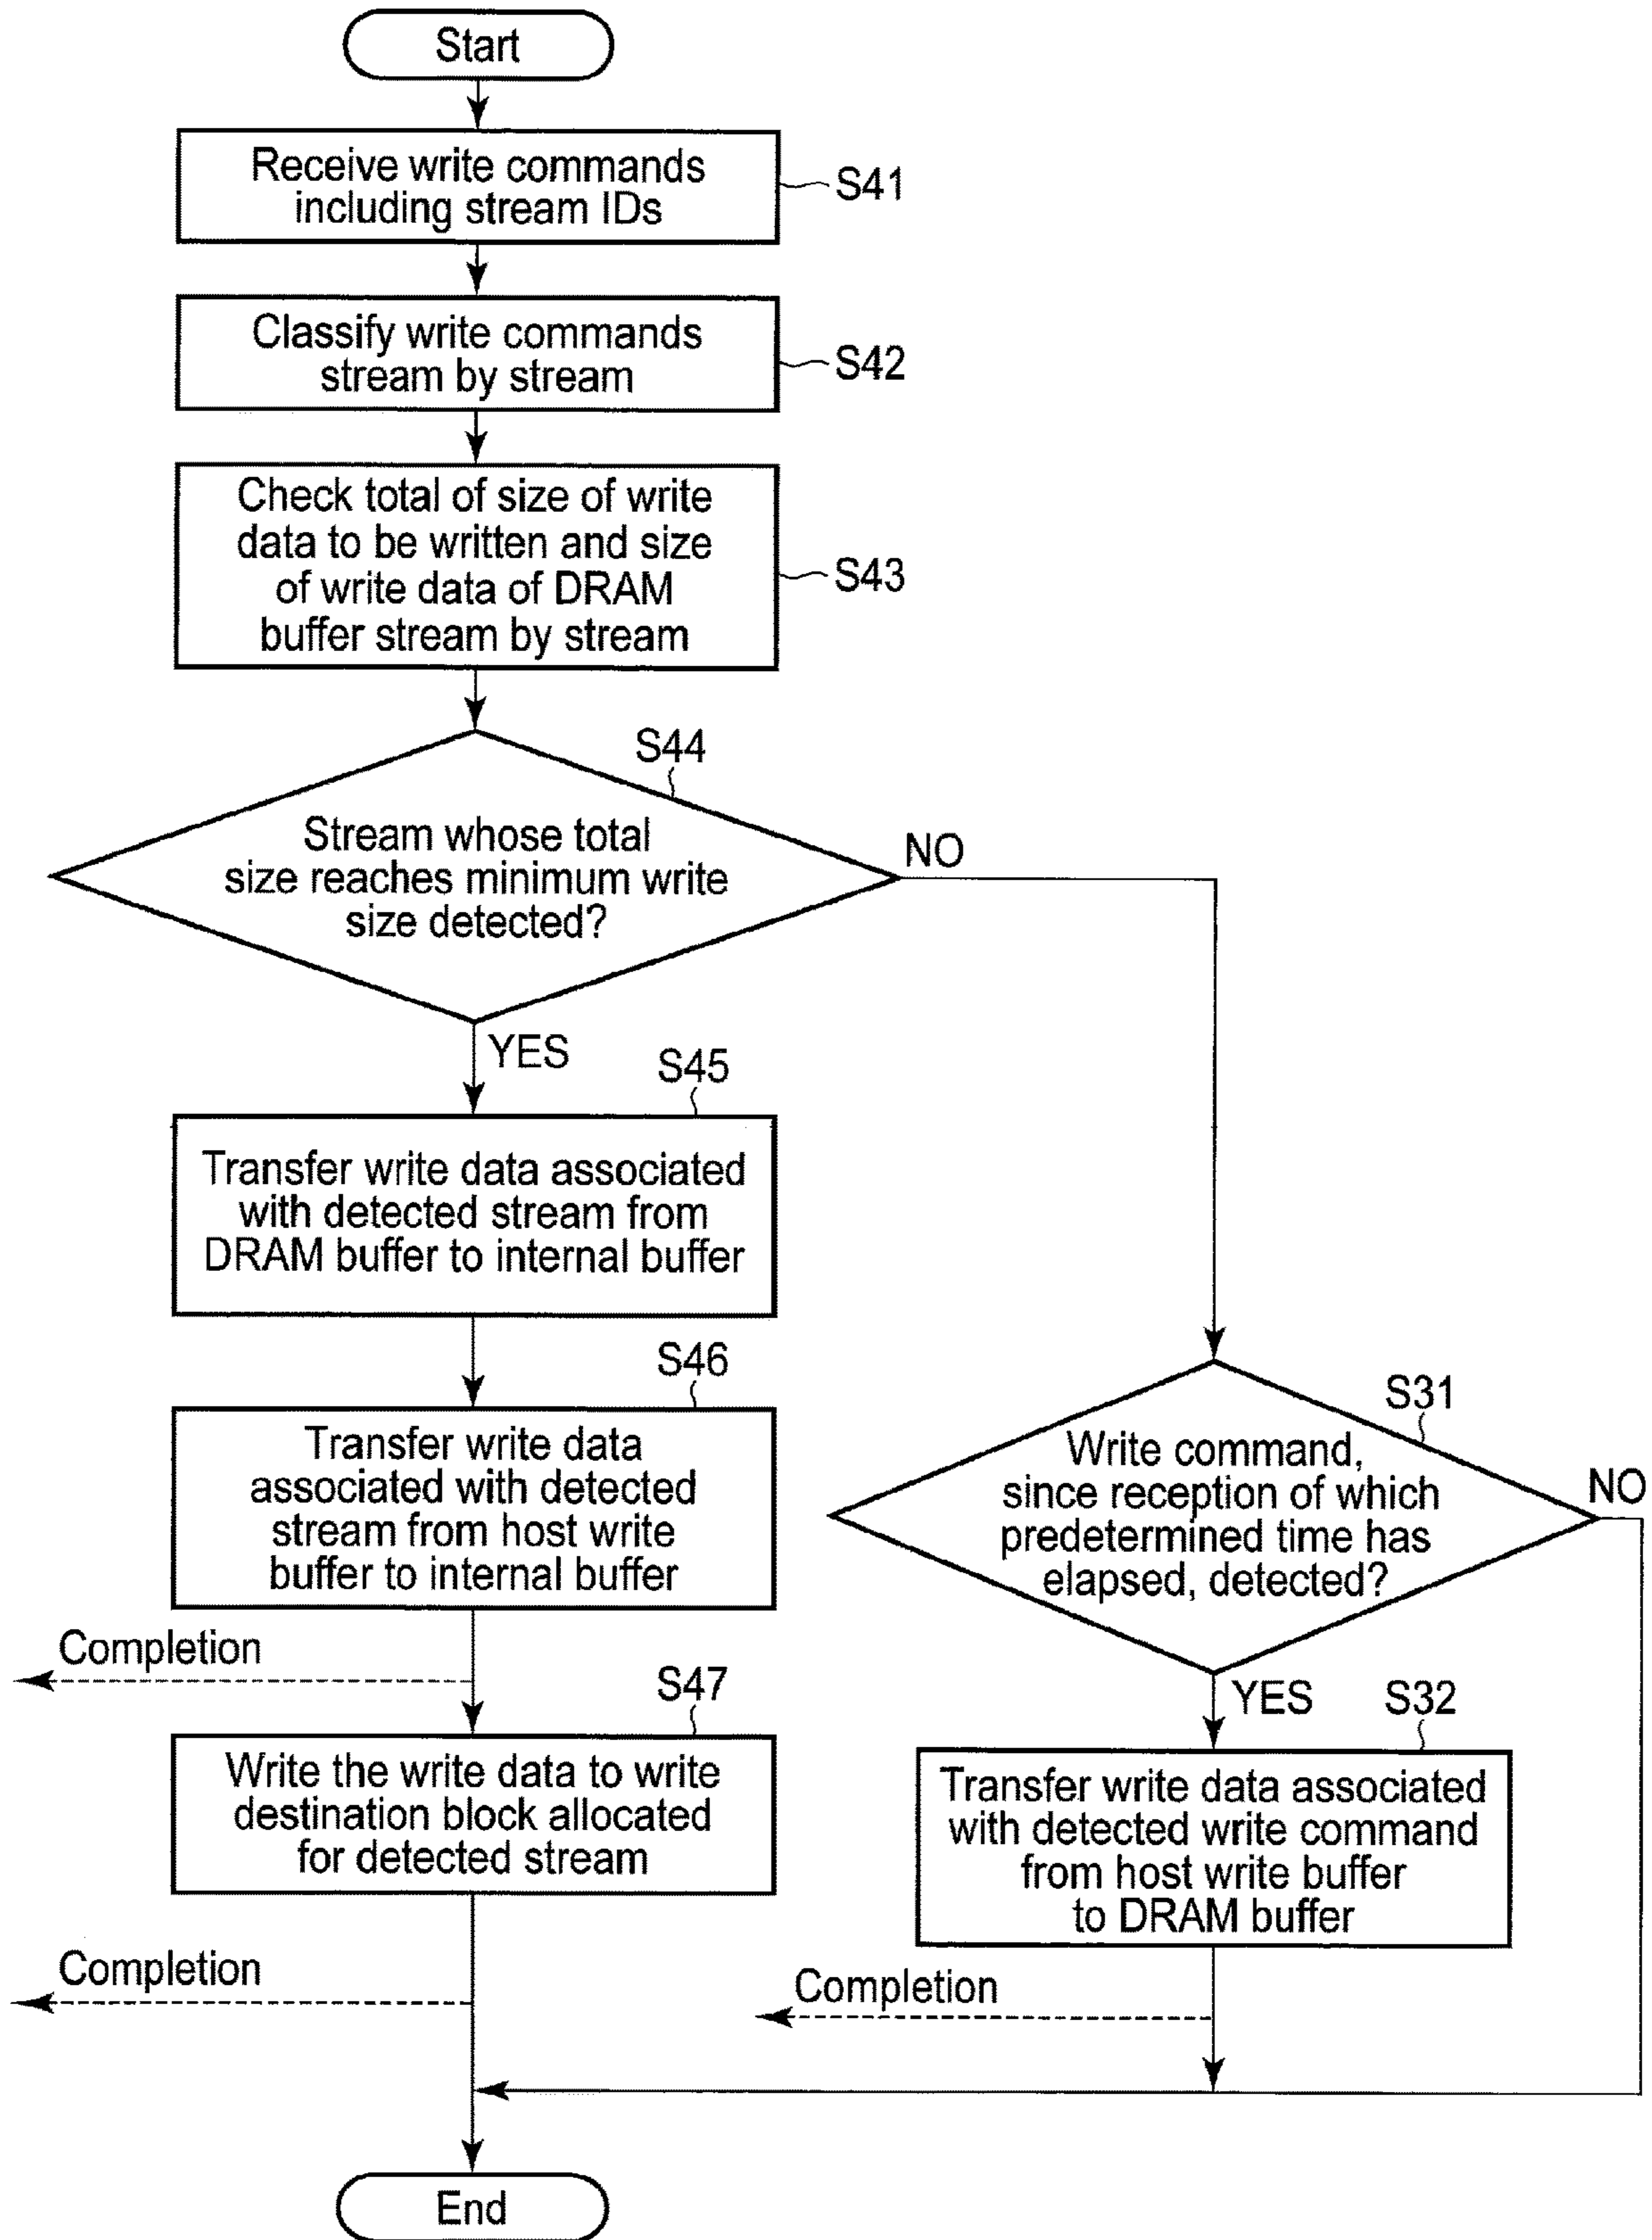 Start
Receive write commands
including stream IDs
S41
Classify write commands
stream by stream
S42
Check total of size of write
data to be written and size
of write data of DRAM
buffer stream by stream
S43
S44
Stream whose total
size reaches minimum write
size detected?
NO
YES
S45
Transfer write data associated
with detected stream from
DRAM buffer to internal buffer
S46
Transfer write data
associated with detected
stream from host write
buffer to internal buffer
Completion
S47
Write the write data to write
destination block allocated
for detected stream
Completion
S31
Write command,
since reception of which
predetermined time has
elapsed, detected?
NO
YES
S32
Transfer write data associated
with detected write command
from host write buffer
to DRAM buffer
Completion
End